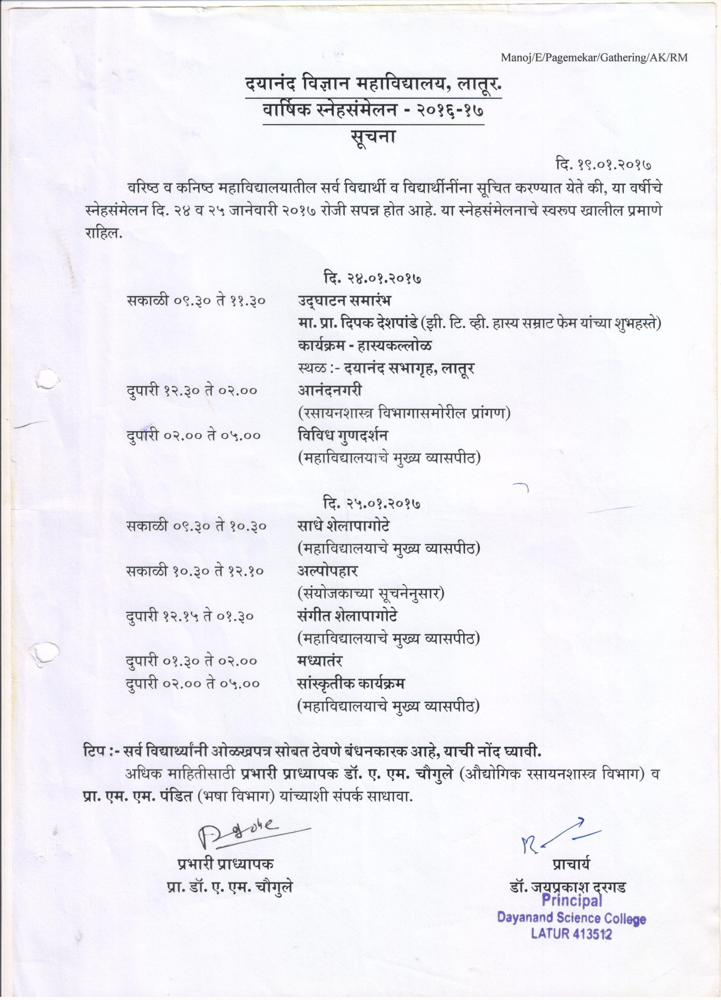 Manoj/E/Pagemekar/Gathering/AK/RM
दयानंद विज्ञान महाविद्यालय, लातूर.
वार्षिक स्नेहसंमेलन - २०१६-१७
सूचना
दि. १९.०१.२०१७
वरिष्ठ व कनिष्ठ महाविद्यालयातील सर्व विद्यार्थी व विद्यार्थीनींना सूचित करण्यात येते की, या वर्षीचे
स्नेहसंमेलन दि. २४ व २५ जानेवारी २०१७ रोजी सपन्न होत आहे. या स्नेहसंमेलनाचे स्वरूप खालील प्रमाणे
राहिल.
दि. २४.०१.२०१७
सकाळी ०९.३० ते ११.३० उद्‌घाटन समारंभ
मा. प्रा. दिपक देशपांडे (झी. टि. व्ही. हास्य सम्राट फेम यांच्या शुभहस्ते)
कार्यक्रम - हास्यकल्लोळ
स्थळ :- दयानंद सभागृह, लातूर
दुपारी १२.३० ते ०२.०० आनंदनगरी
(रसायनशास्त्र विभागासमोरील प्रांगण)
दुपारी ०२.०० ते ०५.०० विविध गुणदर्शन
(महाविद्यालयाचे मुख्य व्यासपीठ)
दि. २५.०१.२०१७
सकाळी ०९.३० ते १०.३० साधे शेलापागोटे
(महाविद्यालयाचे मुख्य व्यासपीठ)
सकाळी १०.३० ते १२.१० अल्पोपहार
(संयोजकाच्या सूचनेनुसार)
दुपारी १२.१५ ते ०१.३० संगीत शेलापागोटे
(महाविद्यालयाचे मुख्य व्यासपीठ)
दुपारी ०१.३० ते ०२.०० मध्यातंर
दुपारी ०२.०० ते ०५.०० सांस्कृतीक कार्यक्रम
(महाविद्यालयाचे मुख्य व्यासपीठ)
टिप :- सर्व विद्यार्थ्यांनी ओळखपत्र सोबत ठेवणे बंधनकारक आहे, याची नोंद घ्यावी.
अधिक माहितीसाठी प्रभारी प्राध्यापक डॉ. ए. एम. चौगुले (औद्योगिक रसायनशास्त्र विभाग) व
प्रा. एम. एम. पंडित (भषा विभाग) यांच्याशी संपर्क साधावा.
प्रभारी प्राध्यापक प्राचार्य
प्रा. डॉ. ए. एम. चौगुले डॉ. जयप्रकाश दरगड
Principal
Dayanand Science College
LATUR 413512